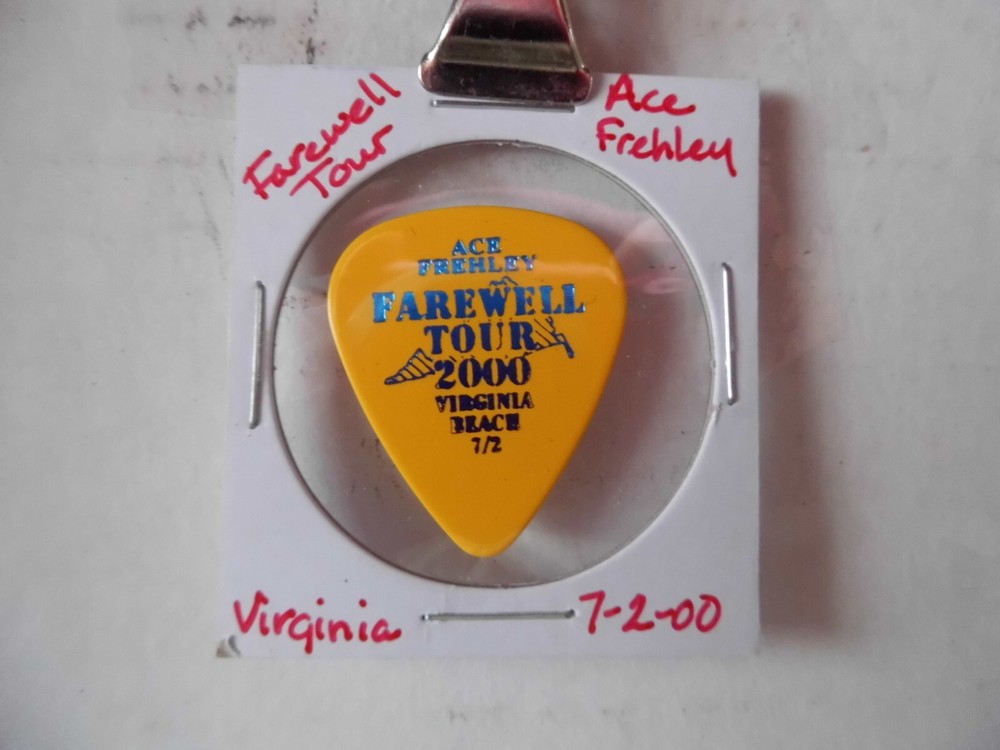 Farewell
Tour
Ace
Frehley
ACE
FREHLEY
FAREWELL
TOUR
2000
VIRGINIA
BEACH
7/2
Virginia
7-2-00